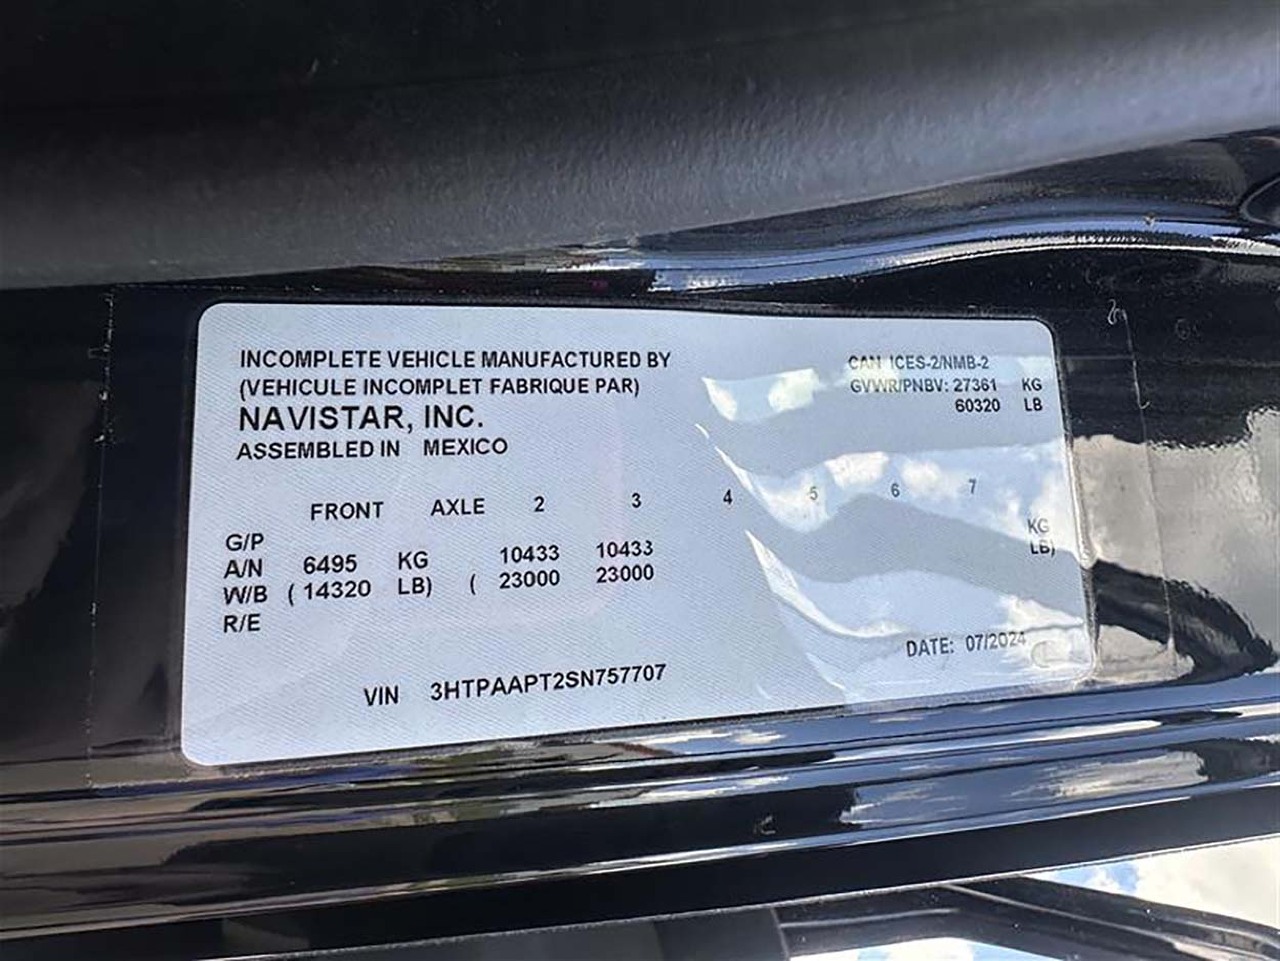 INCOMPLETE VEHICLE MANUFACTURED BY
(VEHICULE INCOMPLET FABRIQUE PAR)
NAVISTAR, INC.
ASSEMBLED IN MEXICO
CAN ICES-2/NMB-2
GVWR/PNBV: 27361 KG
60320 LB
FRONT AXLE 2 3 4 5 6 7
G/P
A/N 6495 KG 10433 10433 KG
W/B ( 14320 LB) ( 23000 23000 LB)
R/E
DATE: 07/2024
VIN 3HTPAAPT2SN757707